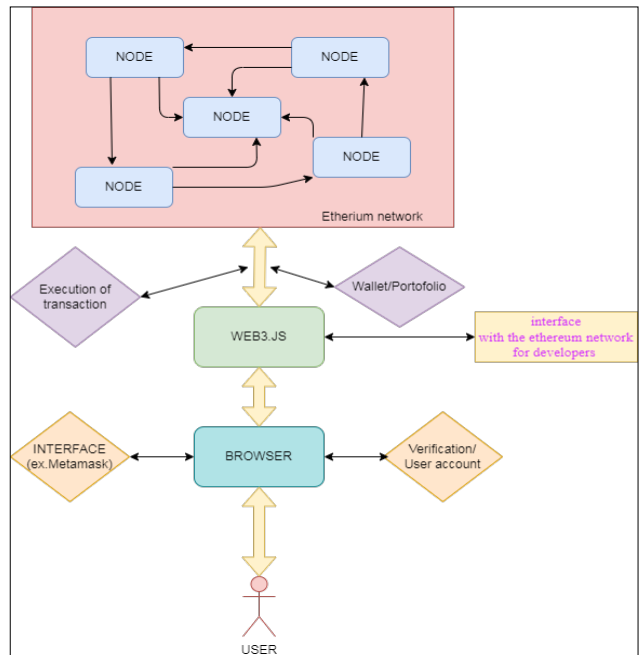 NODE
NODE
NODE
NODE
NODE
Etherium network
Execution of
transaction
Wallet/Portofolio
WEB3.JS
interface
with the ethereum network
for developers
INTERFACE
(ex.Metamask)
BROWSER
Verification/
User account
USER